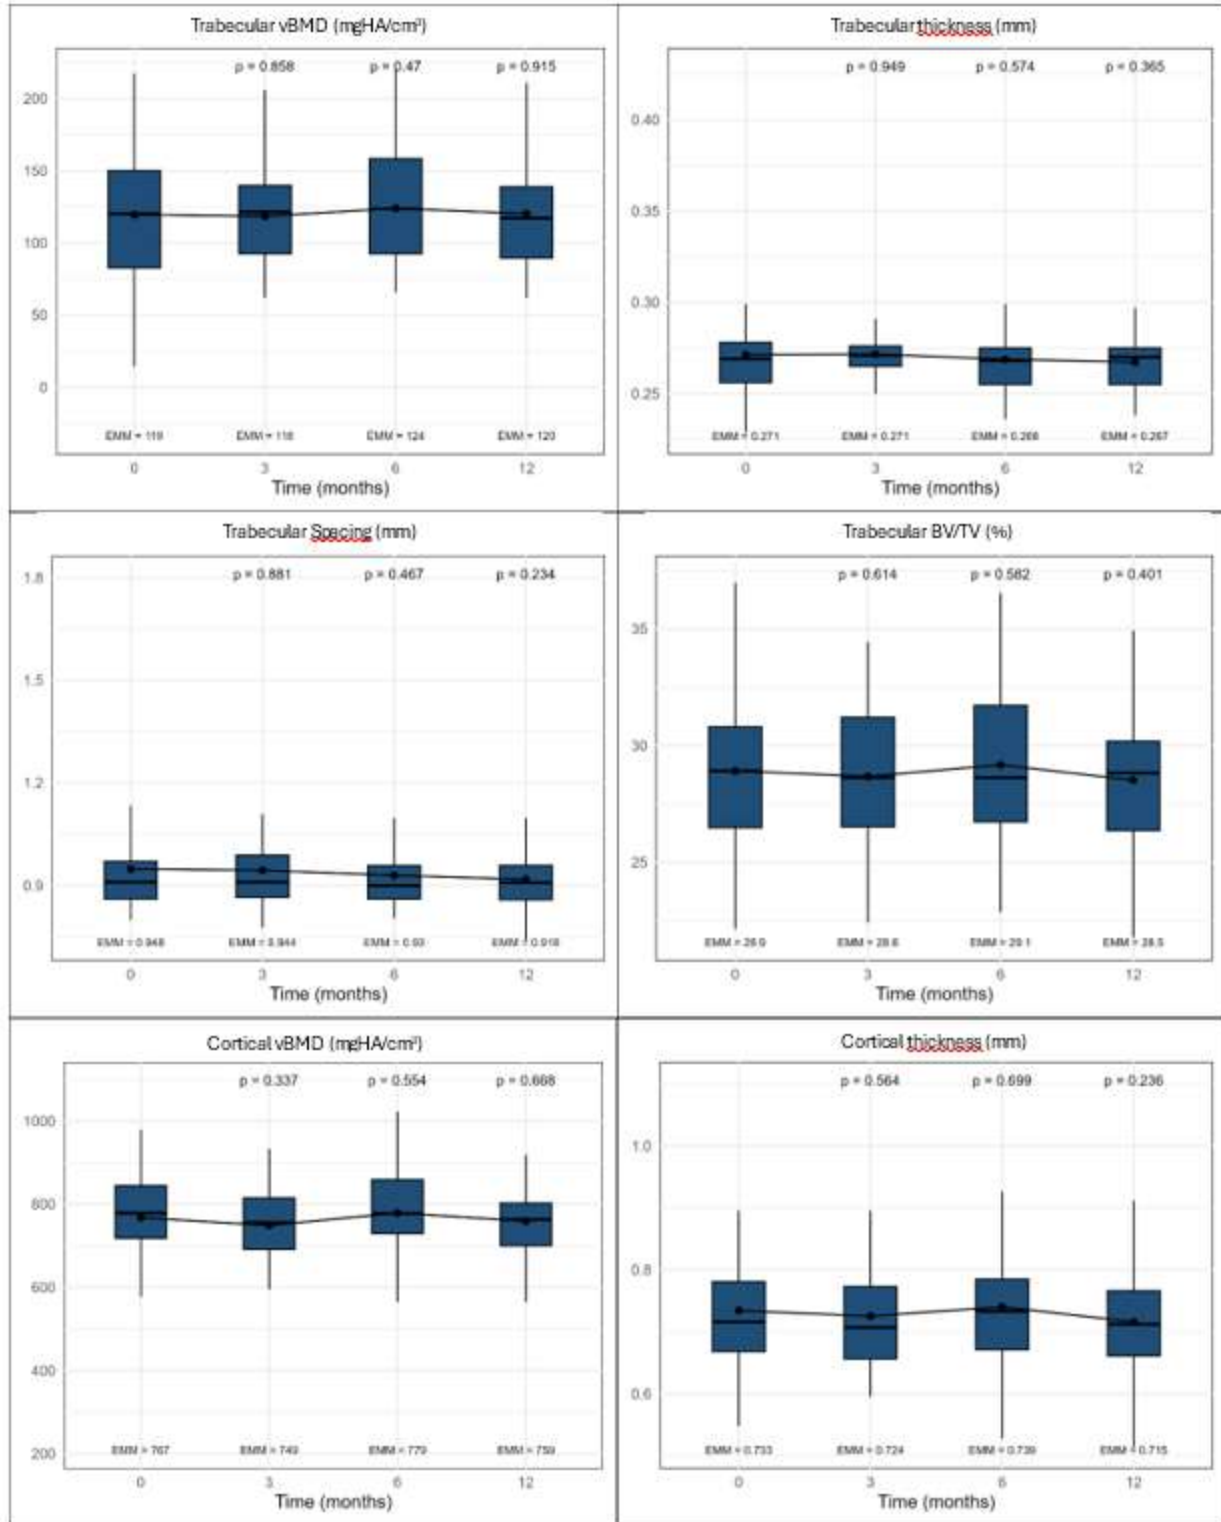 Trabecular vBMD (mgHA/cm³)
p = 0.858 p = 0.47 p = 0.915
200
150
100
50
0
EMM = 119 EMM = 118 EMM = 124 EMM = 120
0 3 6 12
Time (months)
Trabecular thickness (mm)
p = 0.949 p = 0.574 p = 0.365
0.40
0.35
0.30
0.25
EMM = 0.271 EMM = 0.271 EMM = 0.268 EMM = 0.267
0 3 6 12
Time (months)
Trabecular Spacing (mm)
p = 0.881 p = 0.467 p = 0.234
1.8
1.5
1.2
0.9
EMM = 0.948 EMM = 0.944 EMM = 0.93 EMM = 0.918
0 3 6 12
Time (months)
Trabecular BV/TV (%)
p = 0.614 p = 0.582 p = 0.401
35
30
25
EMM = 28.9 EMM = 28.6 EMM = 29.1 EMM = 28.5
0 3 6 12
Time (months)
Cortical vBMD (mgHA/cm³)
p = 0.337 p = 0.554 p = 0.668
1000
800
600
400
200
EMM = 767 EMM = 749 EMM = 779 EMM = 759
0 3 6 12
Time (months)
Cortical thickness (mm)
p = 0.564 p = 0.699 p = 0.236
1.0
0.8
0.6
EMM = 0.733 EMM = 0.724 EMM = 0.739 EMM = 0.715
0 3 6 12
Time (months)